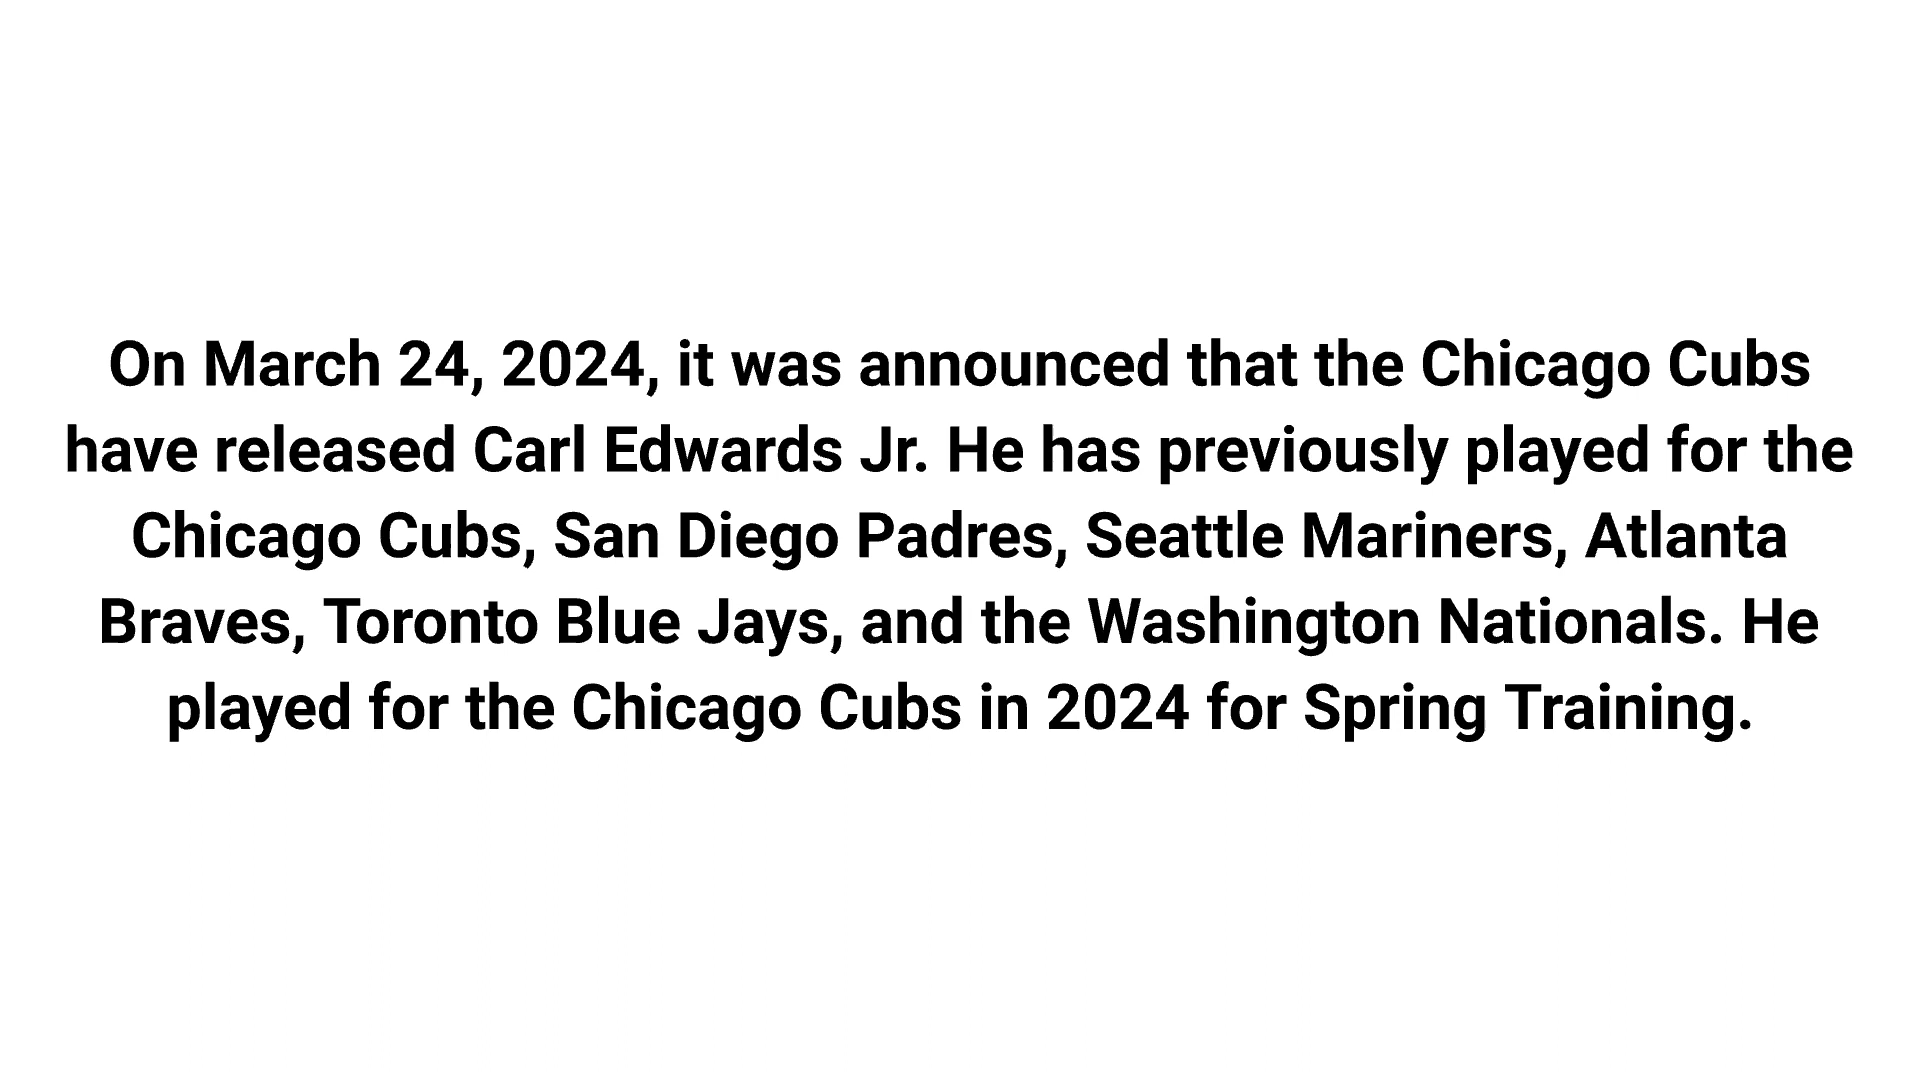 On March 24, 2024, it was announced that the Chicago Cubs
have released Carl Edwards Jr. He has previously played for the
Chicago Cubs, San Diego Padres, Seattle Mariners, Atlanta
Braves, Toronto Blue Jays, and the Washington Nationals. He
played for the Chicago Cubs in 2024 for Spring Training.